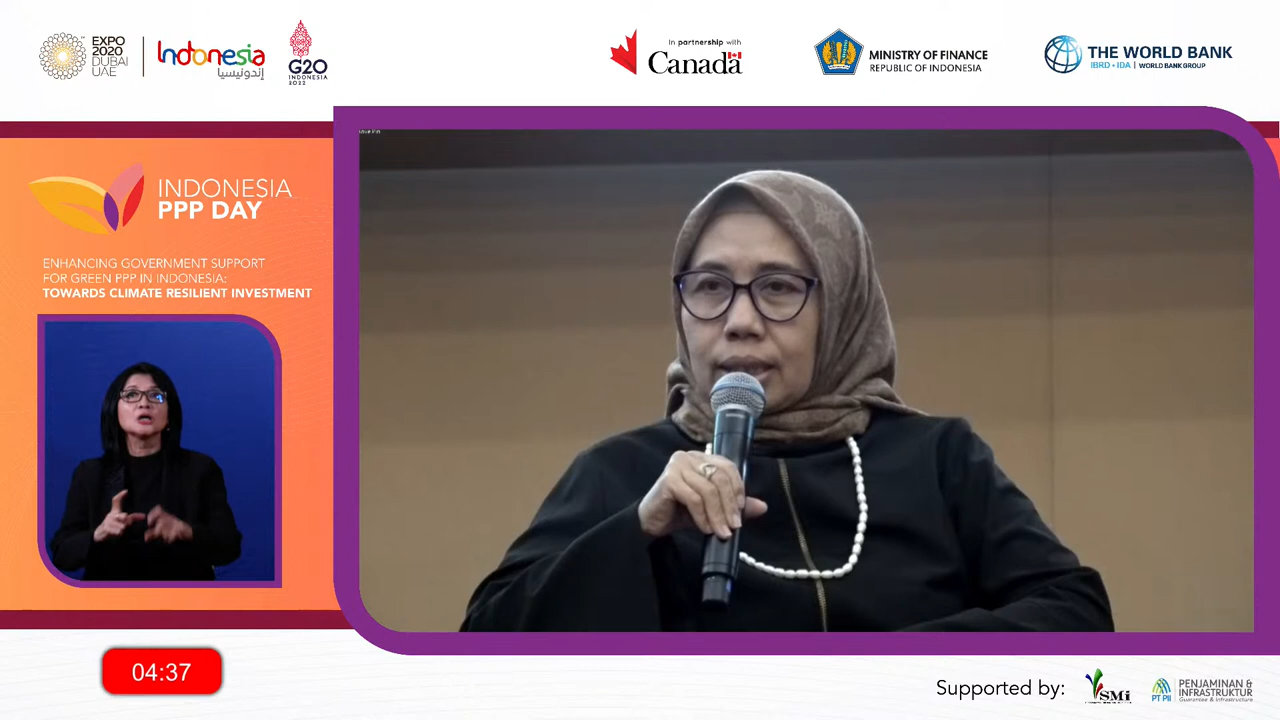 EXPO
2020
DUBAI
UAE
Indonesia
إندونيسيا
G20
INDONESIA
2022
In partnership with
Canada
MINISTRY OF FINANCE
REPUBLIC OF INDONESIA
THE WORLD BANK
IBRD • IDA | WORLD BANK GROUP
INDONESIA
PPP DAY
ENHANCING GOVERNMENT SUPPORT
FOR GREEN PPP IN INDONESIA:
TOWARDS CLIMATE RESILIENT INVESTMENT
04:37
Supported by:
SMi
PT PII
PENJAMINAN &
INFRASTRUKTUR
Guarantee & Infrastructure